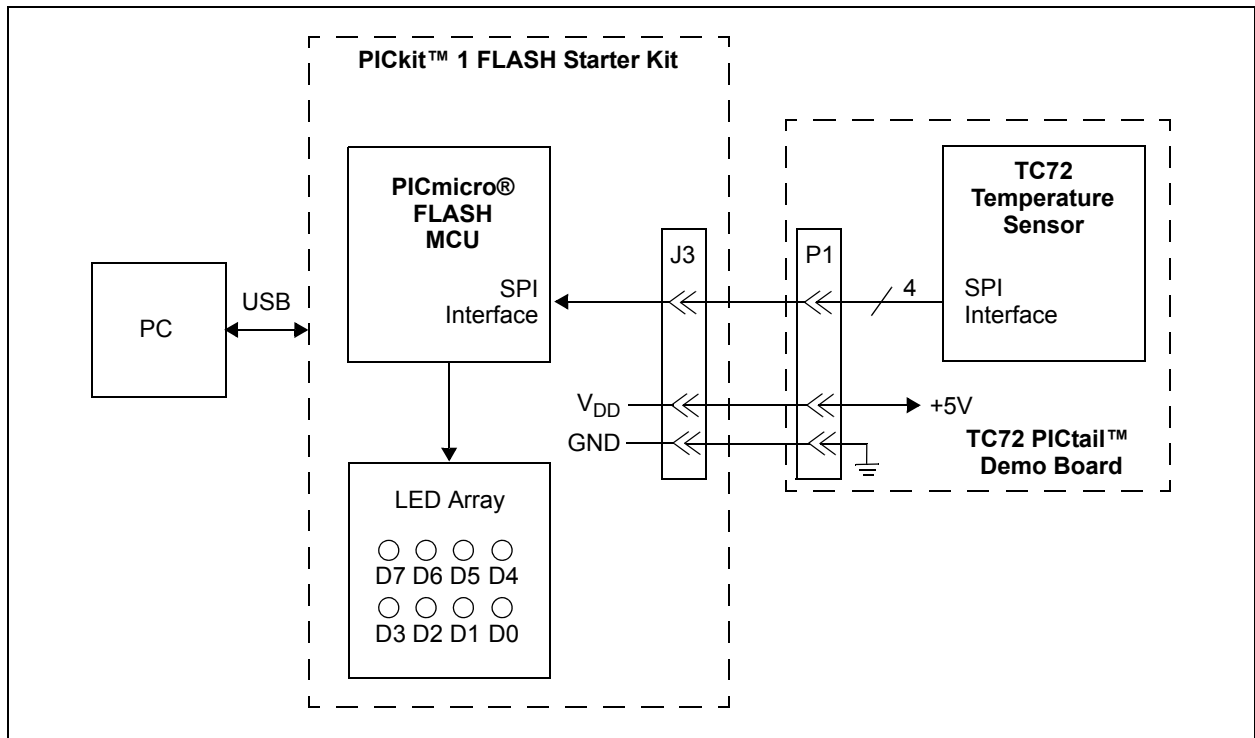 PICkit™ 1 FLASH Starter Kit
PICmicro®
FLASH
MCU
SPI
Interface
J3
P1
TC72
Temperature
Sensor
4
SPI
Interface
PC
USB
VDD
GND
+5V
TC72 PICtail™
Demo Board
LED Array
D7 D6 D5 D4
D3 D2 D1 D0